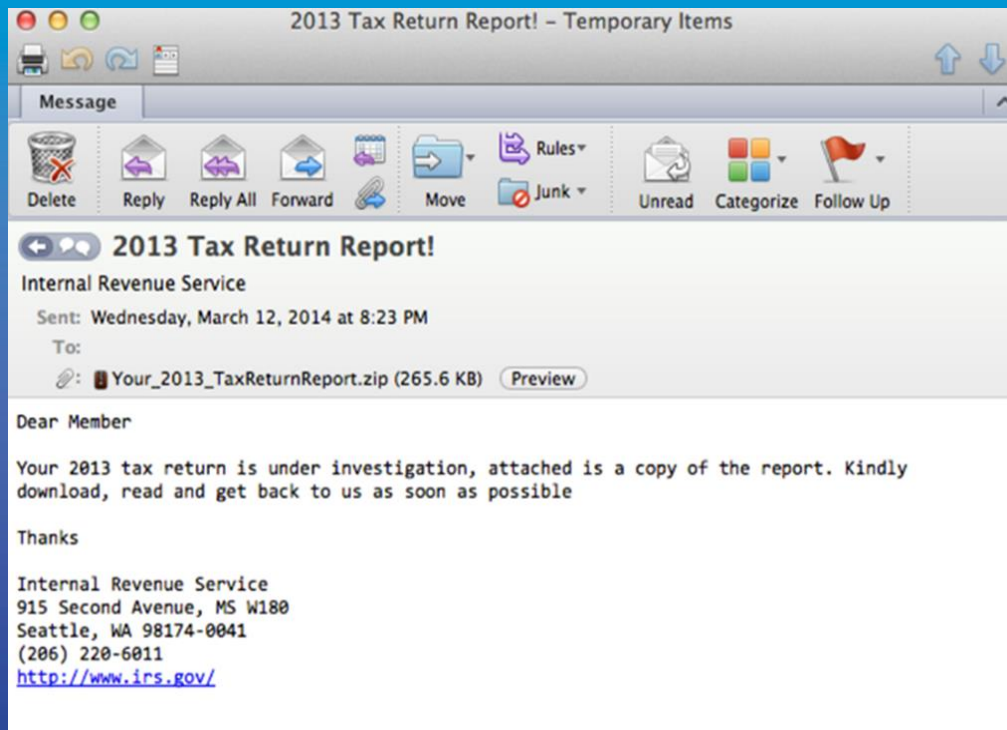 2013 Tax Return Report! – Temporary Items
Message
Delete
Reply
Reply All
Forward
Move
Rules
Junk
Unread
Categorize
Follow Up
2013 Tax Return Report!
Internal Revenue Service
Sent: Wednesday, March 12, 2014 at 8:23 PM
To:
Your_2013_TaxReturnReport.zip (265.6 KB) Preview
Dear Member
Your 2013 tax return is under investigation, attached is a copy of the report. Kindly
download, read and get back to us as soon as possible
Thanks
Internal Revenue Service
915 Second Avenue, MS W180
Seattle, WA 98174-0041
(206) 220-6011
http://www.irs.gov/